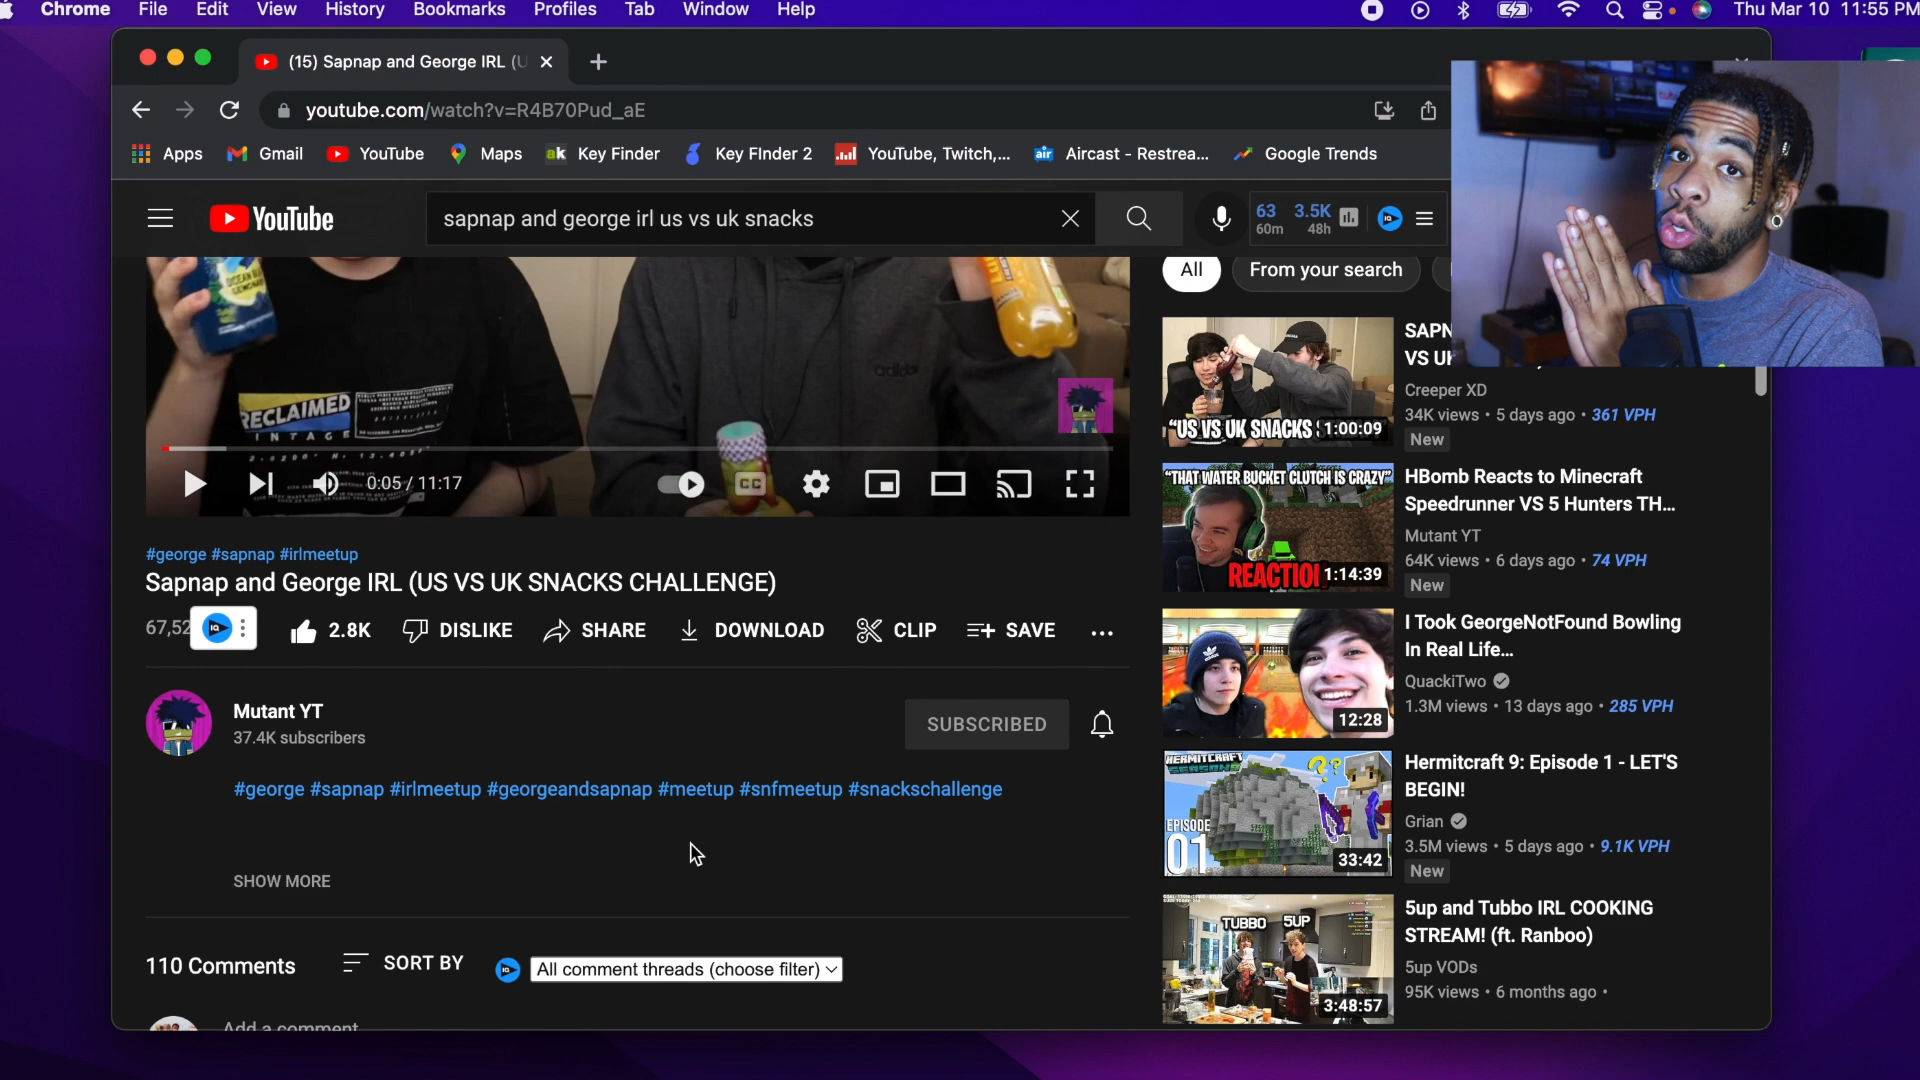 Chrome File Edit View History Bookmarks Profiles Tab Window Help Thu Mar 10 11:55 PM
(15) Sapnap and George IRL (U
youtube.com/watch?v=R4B70Pud_aE
Apps Gmail YouTube Maps Key Finder Key FInder 2 YouTube, Twitch,... Aircast - Restrea... Google Trends
YouTube
sapnap and george irl us vs uk snacks
63 3.5K
60m 48h
All From your search
OCEAN BLUE
LEMONADE
adidas
RECLAIMED
INTAGE
0:05 / 11:17
CC
#george #sapnap #irlmeetup
Sapnap and George IRL (US VS UK SNACKS CHALLENGE)
67,52 2.8K DISLIKE SHARE DOWNLOAD CLIP SAVE
Mutant YT
37.4K subscribers
SUBSCRIBED
#george #sapnap #irlmeetup #georgeandsapnap #meetup #snfmeetup #snackschallenge
SHOW MORE
110 Comments SORT BY All comment threads (choose filter)
Add a comment
"US VS UK SNACKS
1:00:09
SAPN
VS UK
Creeper XD
34K views • 5 days ago • 361 VPH
New
"THAT WATER BUCKET CLUTCH IS CRAZY"
REACTION
1:14:39
HBomb Reacts to Minecraft
Speedrunner VS 5 Hunters TH...
Mutant YT
64K views • 6 days ago • 74 VPH
New
12:28
I Took GeorgeNotFound Bowling
In Real Life...
QuackiTwo
1.3M views • 13 days ago • 285 VPH
HERMITCRAFT
SEASON 9
??
EPISODE
01
33:42
Hermitcraft 9: Episode 1 - LET'S
BEGIN!
Grian
3.5M views • 5 days ago • 9.1K VPH
New
TUBBO 5UP
3:48:57
5up and Tubbo IRL COOKING
STREAM! (ft. Ranboo)
5up VODs
95K views • 6 months ago •